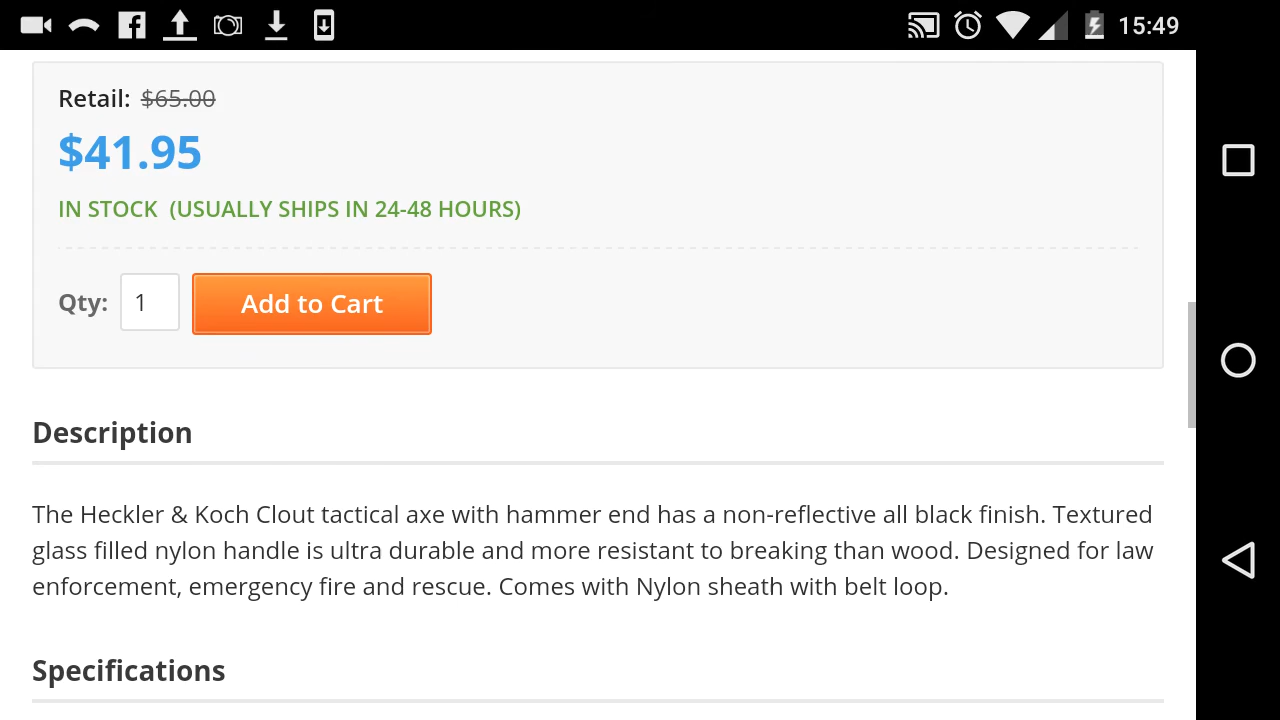 15:49
Retail: $65.00
$41.95
IN STOCK (USUALLY SHIPS IN 24-48 HOURS)
Qty: 1 Add to Cart
Description
The Heckler & Koch Clout tactical axe with hammer end has a non-reflective all black finish. Textured
glass filled nylon handle is ultra durable and more resistant to breaking than wood. Designed for law
enforcement, emergency fire and rescue. Comes with Nylon sheath with belt loop.
Specifications